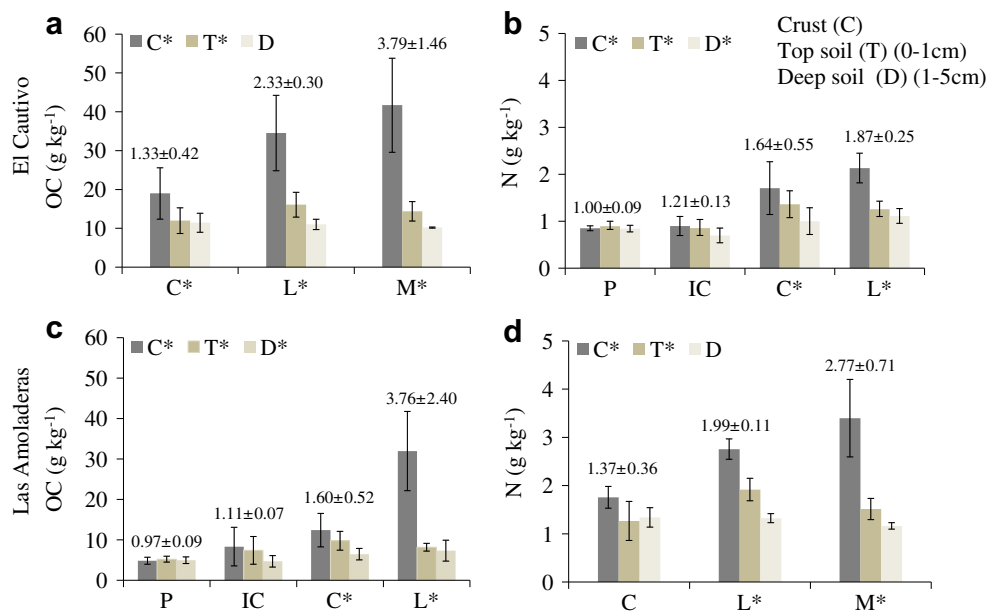 a
60
50
40
30
20
10
0
El Cautivo
OC (g kg-1)
C* T* D
1.33±0.42
2.33±0.30
3.79±1.46
C* L* M*
b
5
4
3
2
1
0
N (g kg-1)
C* T* D*
Crust (C)
Top soil (T) (0-1cm)
Deep soil (D) (1-5cm)
1.00±0.09
1.21±0.13
1.64±0.55
1.87±0.25
P IC C* L*
c
60
50
40
30
20
10
0
Las Amoladeras
OC (g kg-1)
C* T* D*
0.97±0.09
1.11±0.07
1.60±0.52
3.76±2.40
P IC C* L*
d
5
4
3
2
1
0
N (g kg-1)
C* T* D
1.37±0.36
1.99±0.11
2.77±0.71
C L* M*